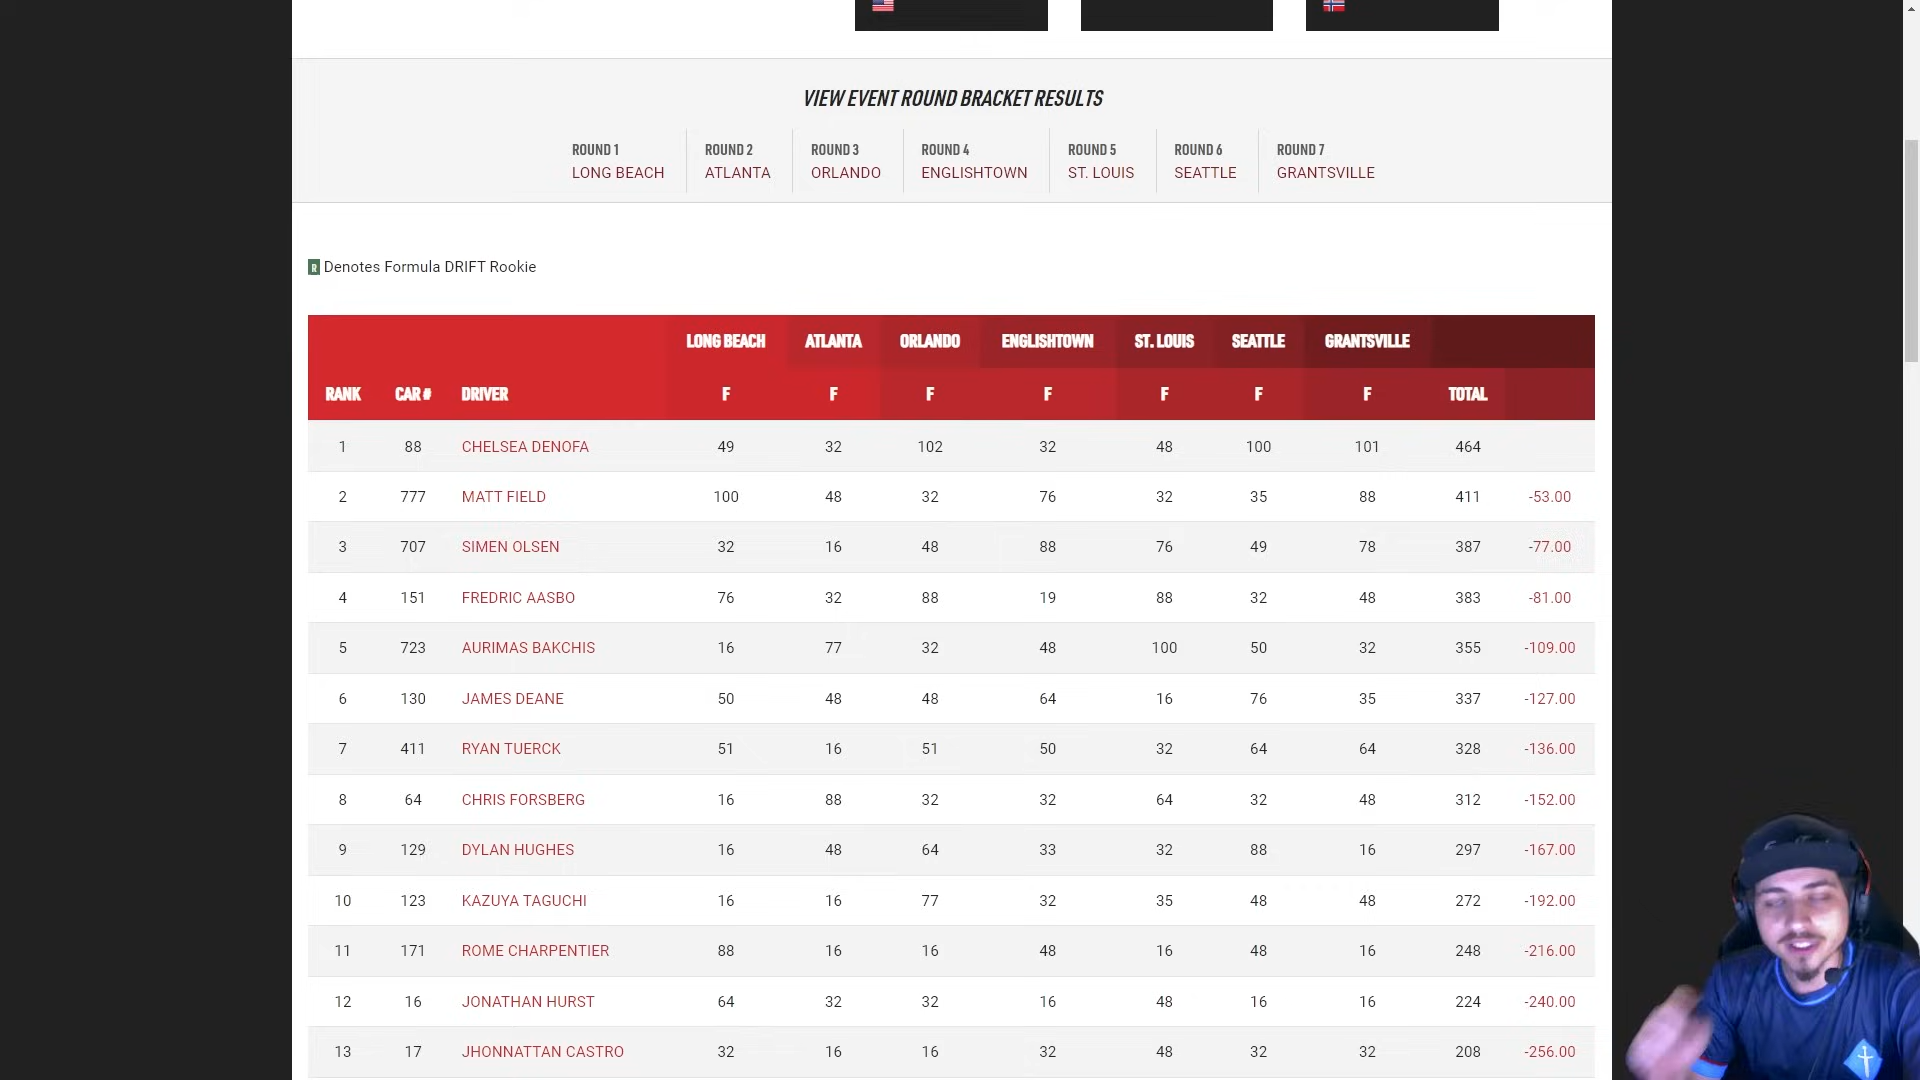 VIEW EVENT ROUND BRACKET RESULTS
ROUND 1 ROUND 2 ROUND 3 ROUND 4 ROUND 5 ROUND 6 ROUND 7
LONG BEACH ATLANTA ORLANDO ENGLISHTOWN ST. LOUIS SEATTLE GRANTSVILLE
R Denotes Formula DRIFT Rookie
LONG BEACH ATLANTA ORLANDO ENGLISHTOWN ST. LOUIS SEATTLE GRANTSVILLE
RANK CAR # DRIVER F F F F F F F TOTAL
1 88 CHELSEA DENOFA 49 32 102 32 48 100 101 464
2 777 MATT FIELD 100 48 32 76 32 35 88 411 -53.00
3 707 SIMEN OLSEN 32 16 48 88 76 49 78 387 -77.00
4 151 FREDRIC AASBO 76 32 88 19 88 32 48 383 -81.00
5 723 AURIMAS BAKCHIS 16 77 32 48 100 50 32 355 -109.00
6 130 JAMES DEANE 50 48 48 64 16 76 35 337 -127.00
7 411 RYAN TUERCK 51 16 51 50 32 64 64 328 -136.00
8 64 CHRIS FORSBERG 16 88 32 32 64 32 48 312 -152.00
9 129 DYLAN HUGHES 16 48 64 33 32 88 16 297 -167.00
10 123 KAZUYA TAGUCHI 16 16 77 32 35 48 48 272 -192.00
11 171 ROME CHARPENTIER 88 16 16 48 16 48 16 248 -216.00
12 16 JONATHAN HURST 64 32 32 16 48 16 16 224 -240.00
13 17 JHONNATTAN CASTRO 32 16 16 32 48 32 32 208 -256.00